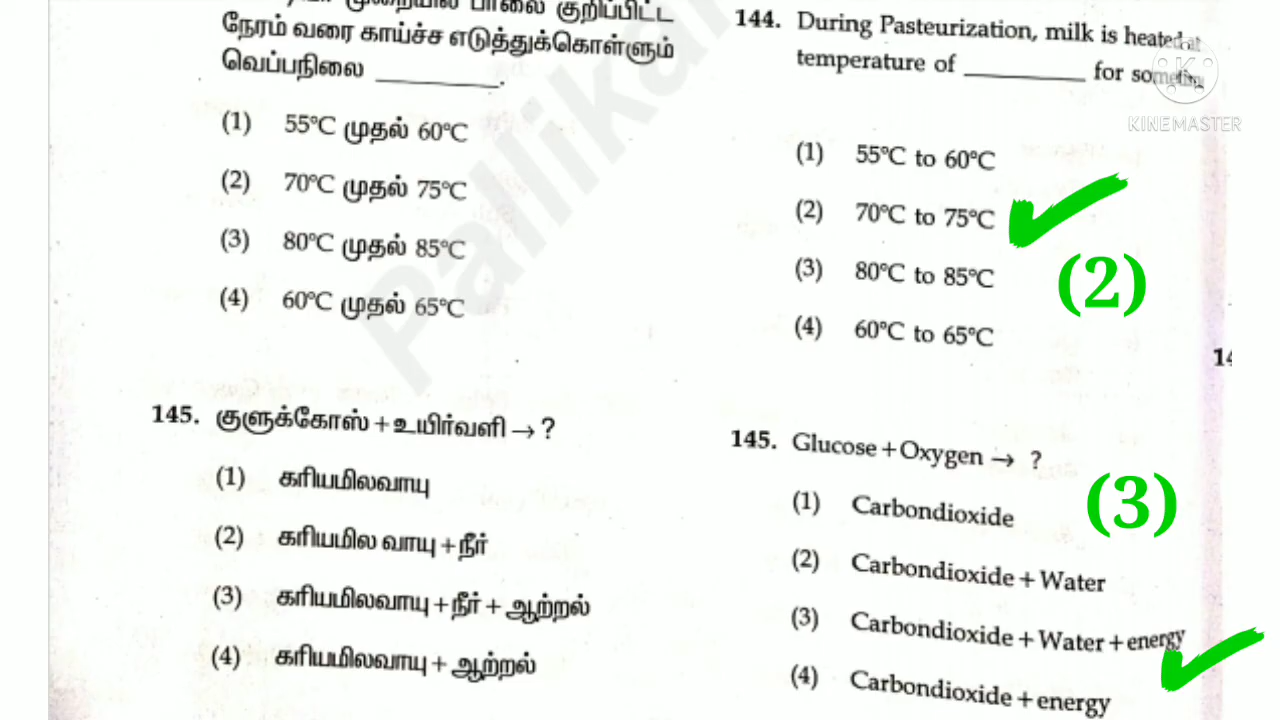 முறையில் பாலை குறிப்பிட்ட
நேரம் வரை காய்ச்ச எடுத்துக்கொள்ளும்
வெப்பநிலை ________.
(1) 55°C முதல் 60°C
(2) 70°C முதல் 75°C
(3) 80°C முதல் 85°C
(4) 60°C முதல் 65°C
145. குளுக்கோஸ் + உயிர்வளி → ?
(1) கரியமிலவாயு
(2) கரியமில வாயு + நீர்
(3) கரியமிலவாயு + நீர் + ஆற்றல்
(4) கரியமிலவாயு + ஆற்றல்
144. During Pasteurization, milk is heated at
temperature of ________ for
(1) 55°C to 60°C
(2) 70°C to 75°C
(3) 80°C to 85°C
(4) 60°C to 65°C
(2)
145. Glucose + Oxygen → ?
(1) Carbondioxide
(2) Carbondioxide + Water
(3) Carbondioxide + Water + energy
(4) Carbondioxide + energy
(3)
KINEMASTER
14